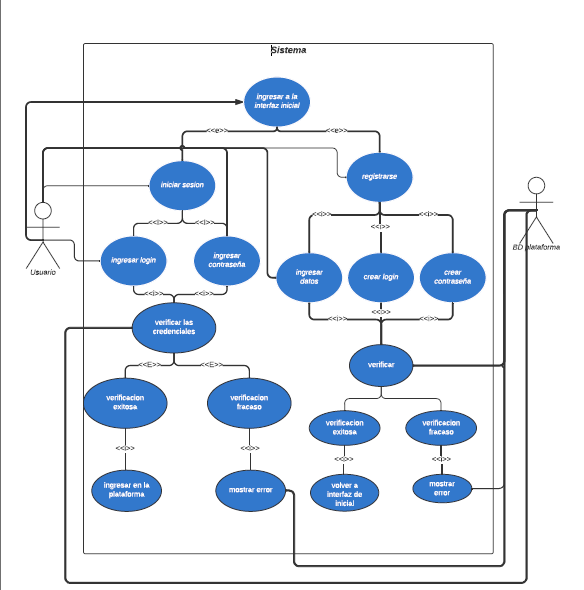 Sistema
ingresar a la
interfaz inicial
<<e>>
<<e>>
iniciar sesion
registrarse
<<i>>
<<i>>
<<i>>
<<i>>
<<i>>
Usuario
BD plataforma
ingresar login
ingresar
contraseña
ingresar
datos
crear login
crear
contraseña
<<i>>
<<i>>
<<i>>
<<i>>
<<i>>
verificar las
credenciales
verificar
<<E>>
<<E>>
verificacion
exitosa
verificacion
fracaso
verificacion
exitosa
verificacion
fracaso
<<i>>
<<i>>
<<i>>
<<i>>
ingresar en la
plataforma
mostrar error
volver a
interfaz de
inicial
mostrar
error